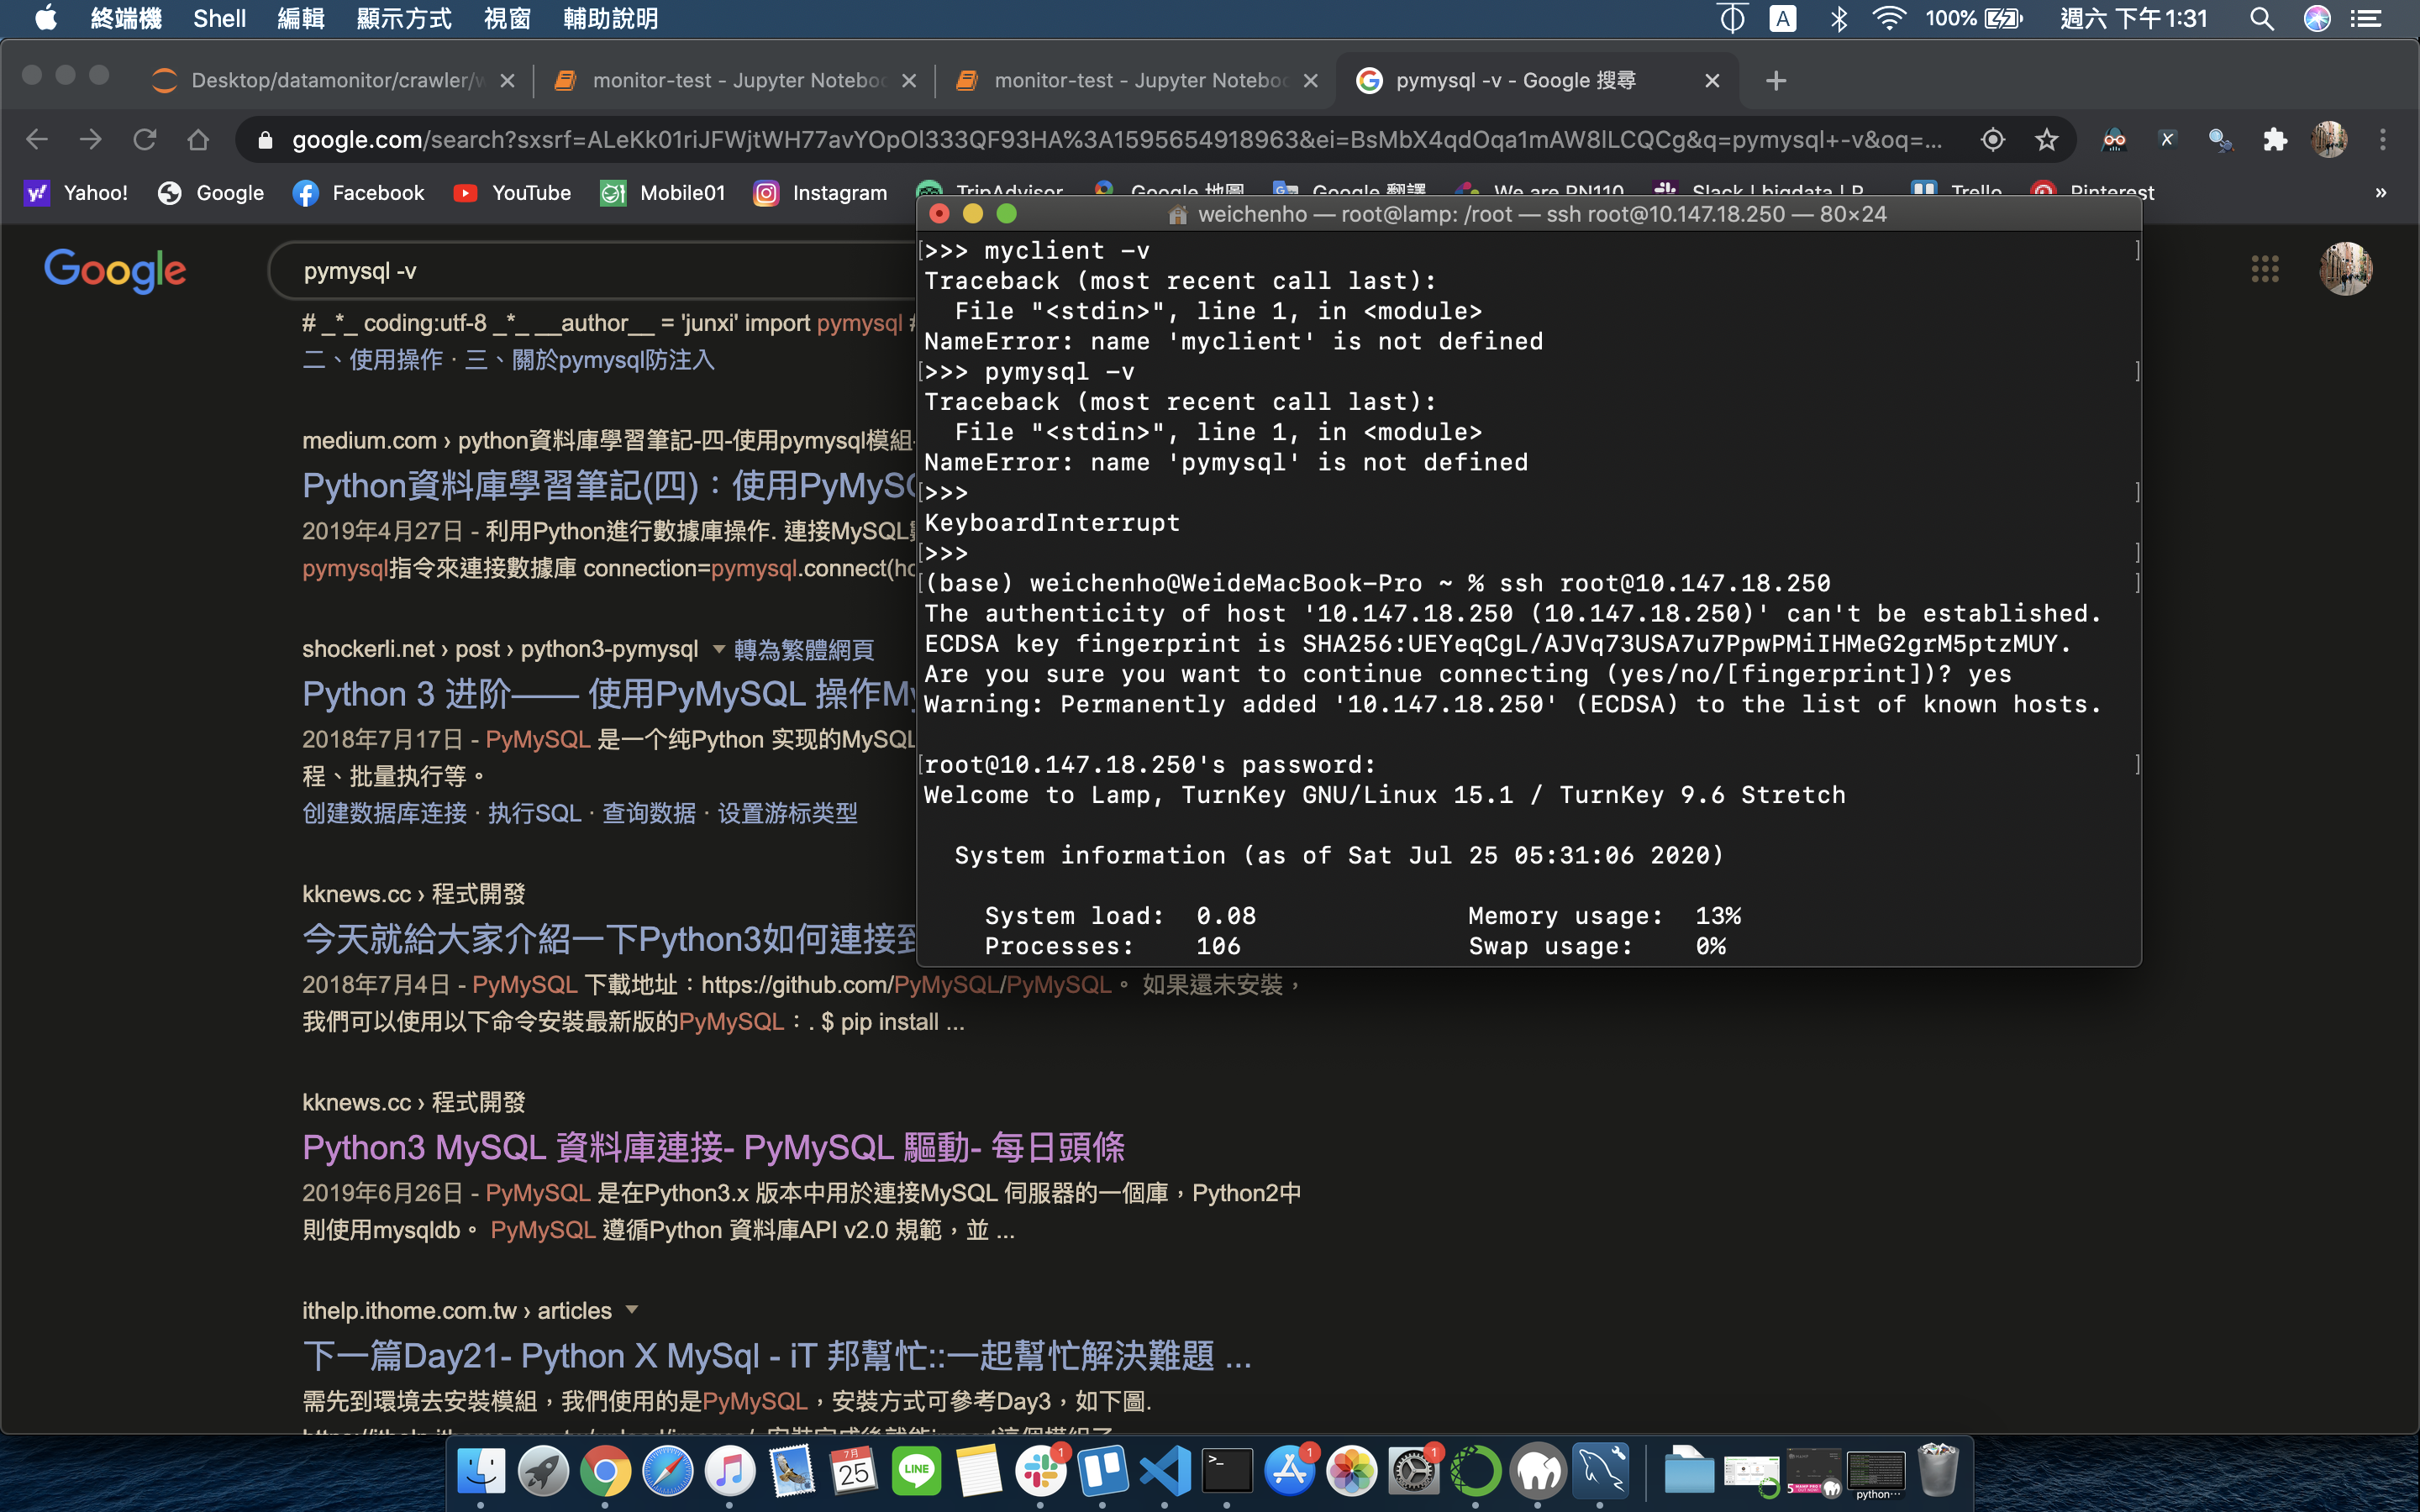 終端機 Shell 編輯 顯示方式 視窗 輔助說明 A 100% 週六 下午1:31
Desktop/datamonitor/crawler/w
monitor-test - Jupyter Noteboo
monitor-test - Jupyter Noteboo
pymysql -v - Google 搜尋
google.com/search?sxsrf=ALeKk01riJFWjtWH77avYOpOl333QF93HA%3A1595654918963&ei=BsMbX4qdOqa1mAW8lLCQCg&q=pymysql+-v&oq=...
Yahoo! Google Facebook YouTube Mobile01 Instagram TripAdvisor Google 地圖 Google 翻譯 We are PN110 Slack | bigdata | P Trello Pinterest »
weichenho — root@lamp: /root — ssh root@10.147.18.250 — 80×24
>>> myclient -v
Traceback (most recent call last):
File "<stdin>", line 1, in <module>
NameError: name 'myclient' is not defined
>>> pymysql -v
Traceback (most recent call last):
File "<stdin>", line 1, in <module>
NameError: name 'pymysql' is not defined
>>>
KeyboardInterrupt
>>>
(base) weichenho@WeideMacBook-Pro ~ % ssh root@10.147.18.250
The authenticity of host '10.147.18.250 (10.147.18.250)' can't be established.
ECDSA key fingerprint is SHA256:UEYeqCgL/AJVq73USA7u7PpwPMiIHMeG2grM5ptzMUY.
Are you sure you want to continue connecting (yes/no/[fingerprint])? yes
Warning: Permanently added '10.147.18.250' (ECDSA) to the list of known hosts.
root@10.147.18.250's password:
Welcome to Lamp, TurnKey GNU/Linux 15.1 / TurnKey 9.6 Stretch
System information (as of Sat Jul 25 05:31:06 2020)
System load: 0.08 Memory usage: 13%
Processes: 106 Swap usage: 0%
Google
pymysql -v
# _*_ coding:utf-8 _*_ __author__ = 'junxi' import pymysql #
二、使用操作 · 三、關於pymysql防注入
medium.com › python資料庫學習筆記-四-使用pymysql模組-
Python資料庫學習筆記(四)：使用PyMyS
2019年4月27日 - 利用Python進行數據庫操作. 連接MySQL
pymysql指令來連接數據庫 connection=pymysql.connect(ho
shockerli.net › post › python3-pymysql 轉為繁體網頁
Python 3 进阶—— 使用PyMySQL 操作My
2018年7月17日 - PyMySQL 是一个纯Python 实现的MySQL
程、批量执行等。
创建数据库连接 · 执行SQL · 查询数据 · 设置游标类型
kknews.cc › 程式開發
今天就給大家介紹一下Python3如何連接到
2018年7月4日 - PyMySQL 下載地址：https://github.com/PyMySQL/PyMySQL。 如果還未安裝，
我們可以使用以下命令安裝最新版的PyMySQL：. $ pip install ...
kknews.cc › 程式開發
Python3 MySQL 資料庫連接- PyMySQL 驅動- 每日頭條
2019年6月26日 - PyMySQL 是在Python3.x 版本中用於連接MySQL 伺服器的一個庫，Python2中
則使用mysqldb。 PyMySQL 遵循Python 資料庫API v2.0 規範，並 ...
ithelp.ithome.com.tw › articles
下一篇Day21- Python X MySql - iT 邦幫忙::一起幫忙解決難題 ...
需先到環境去安裝模組，我們使用的是PyMySQL，安裝方式可參考Day3，如下圖.
7月
25
LINE
1
1
1
python…